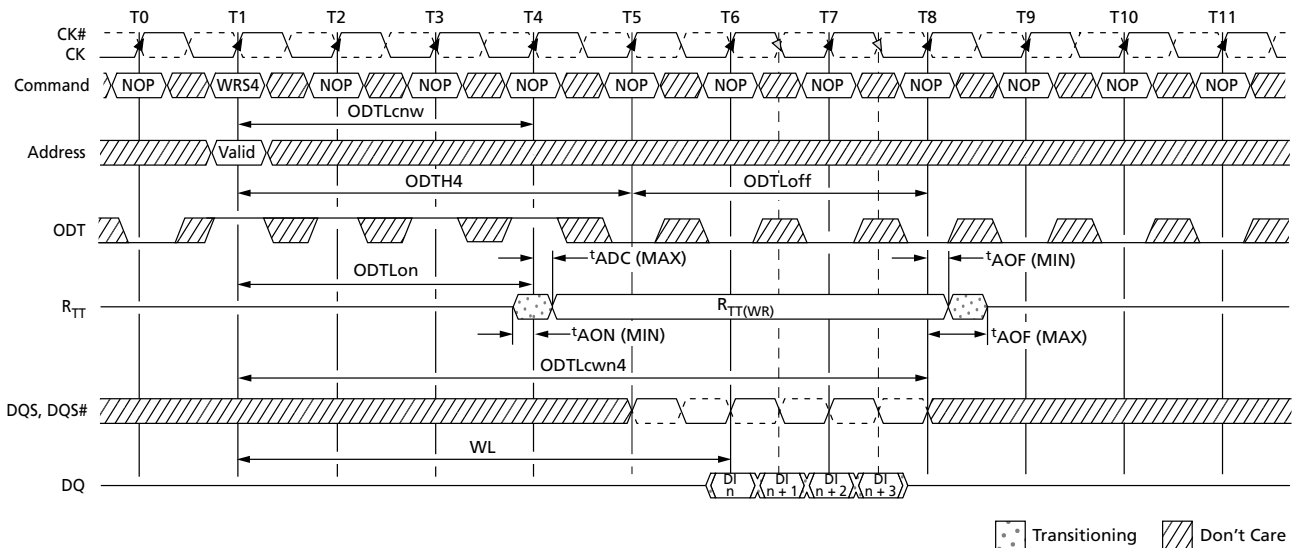 T0 T1 T2 T3 T4 T5 T6 T7 T8 T9 T10 T11
CK#
CK
Command NOP WRS4 NOP NOP NOP NOP NOP NOP NOP NOP NOP NOP
ODTLcnw
Address Valid
ODTH4 ODTLoff
ODT
tADC (MAX) tAOF (MIN)
ODTLon
RTT RTT(WR)
tAON (MIN) tAOF (MAX)
ODTLcwn4
DQS, DQS#
WL
DQ DI n DI n + 1 DI n + 2 DI n + 3
Transitioning Don't Care